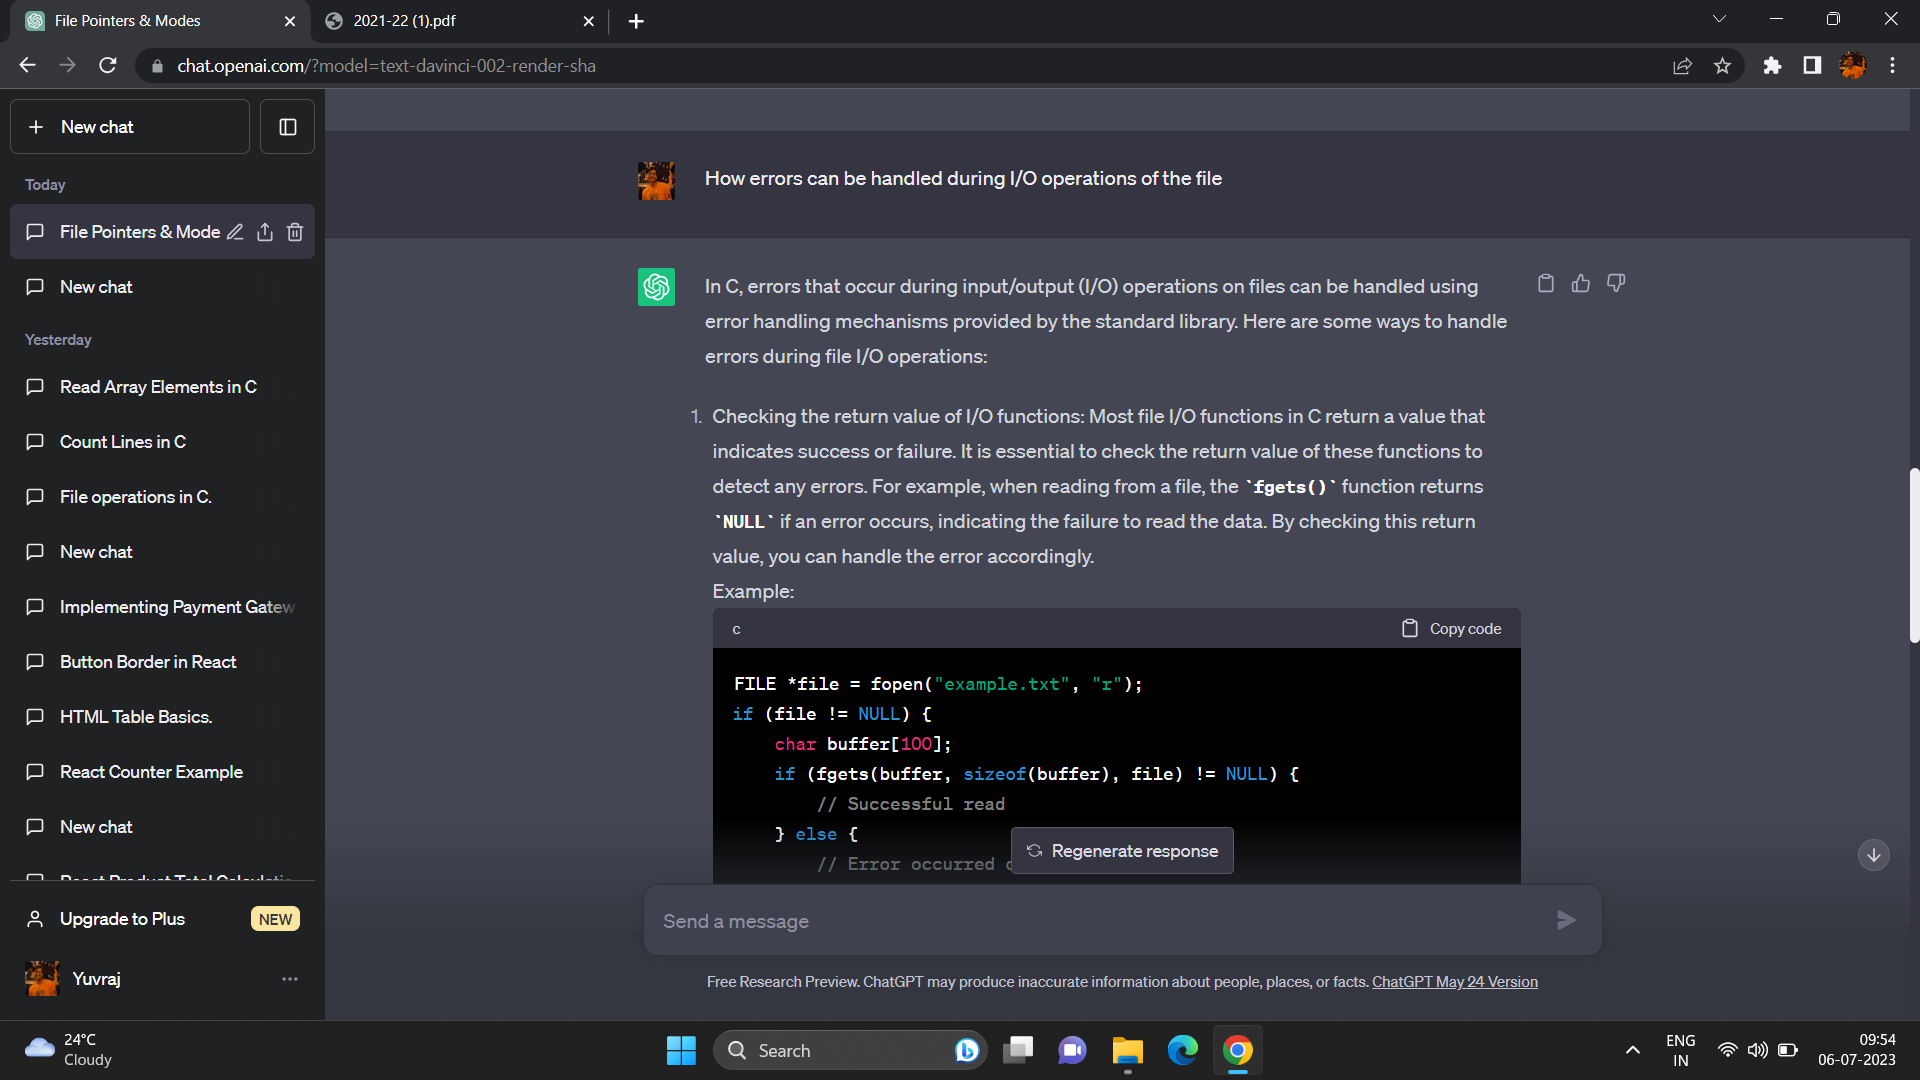 File Pointers & Modes
2021-22 (1).pdf
chat.openai.com/?model=text-davinci-002-render-sha
New chat
Today
File Pointers & Mode
New chat
Yesterday
Read Array Elements in C
Count Lines in C
File operations in C.
New chat
Implementing Payment Gatew
Button Border in React
HTML Table Basics.
React Counter Example
New chat
Upgrade to Plus
NEW
Yuvraj
How errors can be handled during I/O operations of the file
In C, errors that occur during input/output (I/O) operations on files can be handled using
error handling mechanisms provided by the standard library. Here are some ways to handle
errors during file I/O operations:
1. Checking the return value of I/O functions: Most file I/O functions in C return a value that
indicates success or failure. It is essential to check the return value of these functions to
detect any errors. For example, when reading from a file, the `fgets()` function returns
`NULL` if an error occurs, indicating the failure to read the data. By checking this return
value, you can handle the error accordingly.
Example:
c
Copy code
FILE *file = fopen("example.txt", "r");
if (file != NULL) {
char buffer[100];
if (fgets(buffer, sizeof(buffer), file) != NULL) {
// Successful read
} else {
// Error occurred
Regenerate response
Send a message
Free Research Preview. ChatGPT may produce inaccurate information about people, places, or facts. ChatGPT May 24 Version
24°C
Cloudy
Search
ENG
IN
09:54
06-07-2023